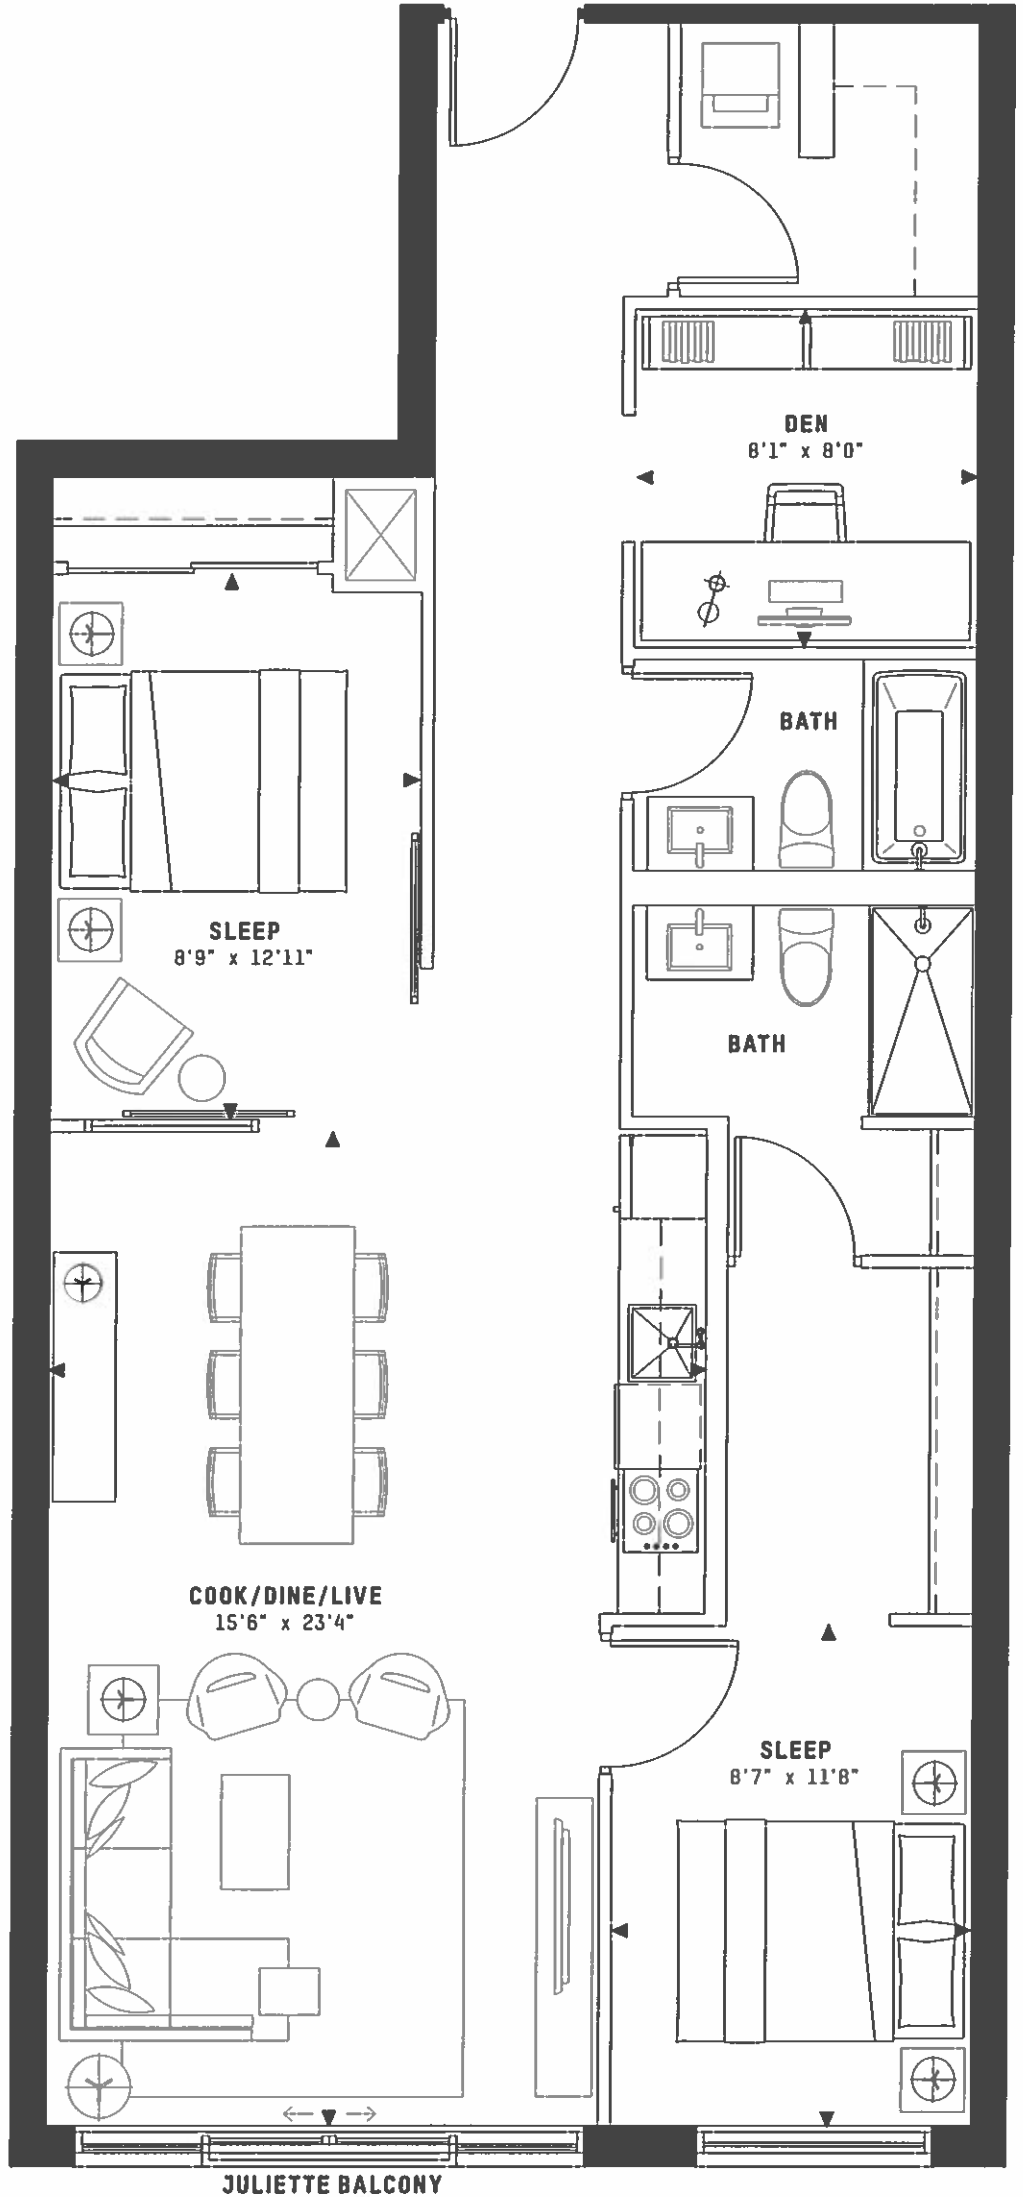 DEN
8'1" x 8'0"
BATH
SLEEP
8'9" x 12'11"
BATH
COOK/DINE/LIVE
15'6" x 23'4"
SLEEP
8'7" x 11'8"
JULIETTE BALCONY